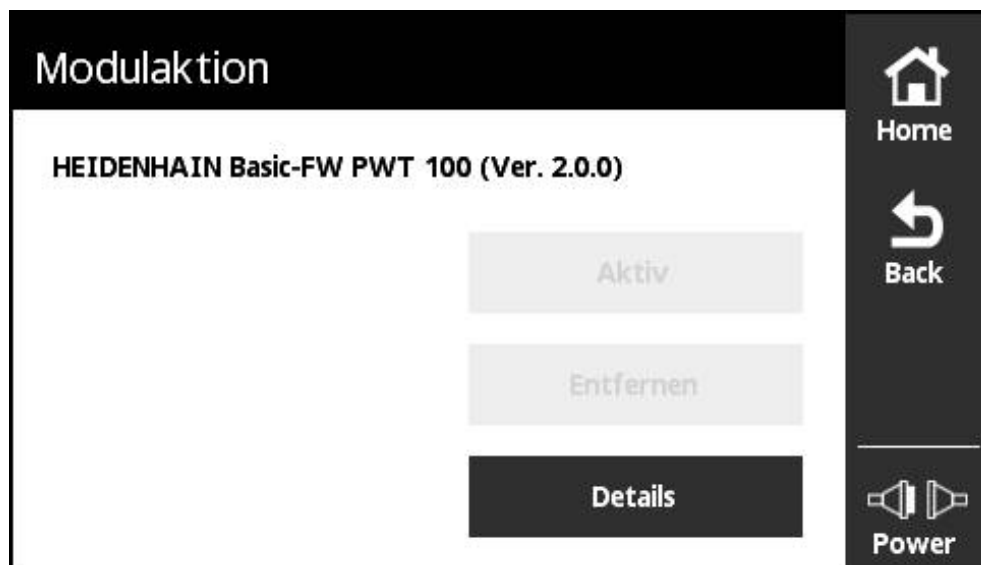 Modulaktion
Home
HEIDENHAIN Basic-FW PWT 100 (Ver. 2.0.0)
Back
Aktiv
Entfernen
Details
Power